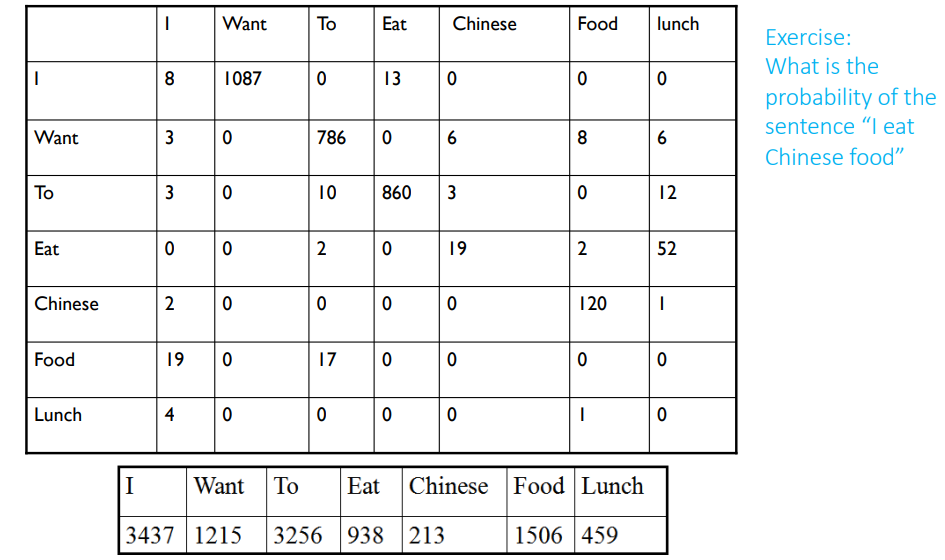 I Want To Eat Chinese Food lunch
I 8 1087 0 13 0 0 0
Want 3 0 786 0 6 8 6
To 3 0 10 860 3 0 12
Eat 0 0 2 0 19 2 52
Chinese 2 0 0 0 0 120 1
Food 19 0 17 0 0 0 0
Lunch 4 0 0 0 0 1 0
I Want To Eat Chinese Food Lunch
3437 1215 3256 938 213 1506 459
Exercise:
What is the
probability of the
sentence “I eat
Chinese food”